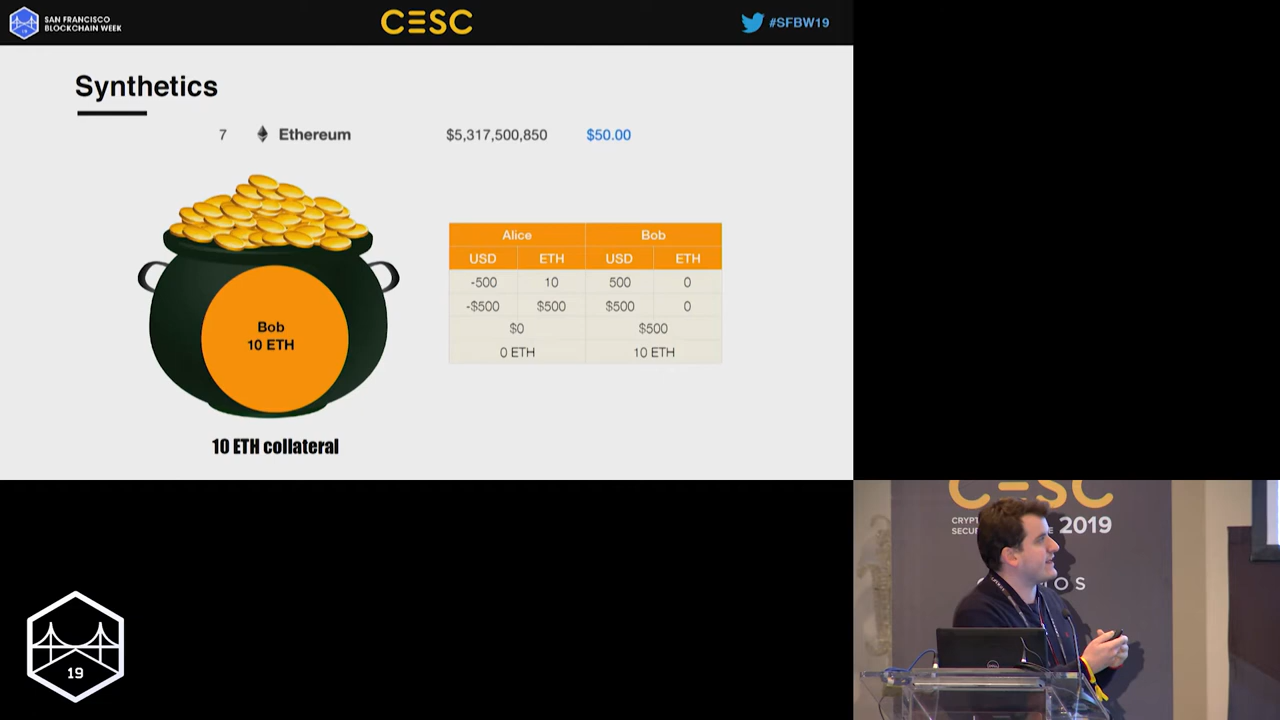 SAN FRANCISCO
BLOCKCHAIN WEEK
19
CESC
#SFBW19
Synthetics
7 Ethereum $5,317,500,850 $50.00
Alice Bob
USD ETH USD ETH
-500 10 500 0
-$500 $500 $500 0
$0 $500
0 ETH 10 ETH
Bob
10 ETH
10 ETH collateral
CESC
2019
19